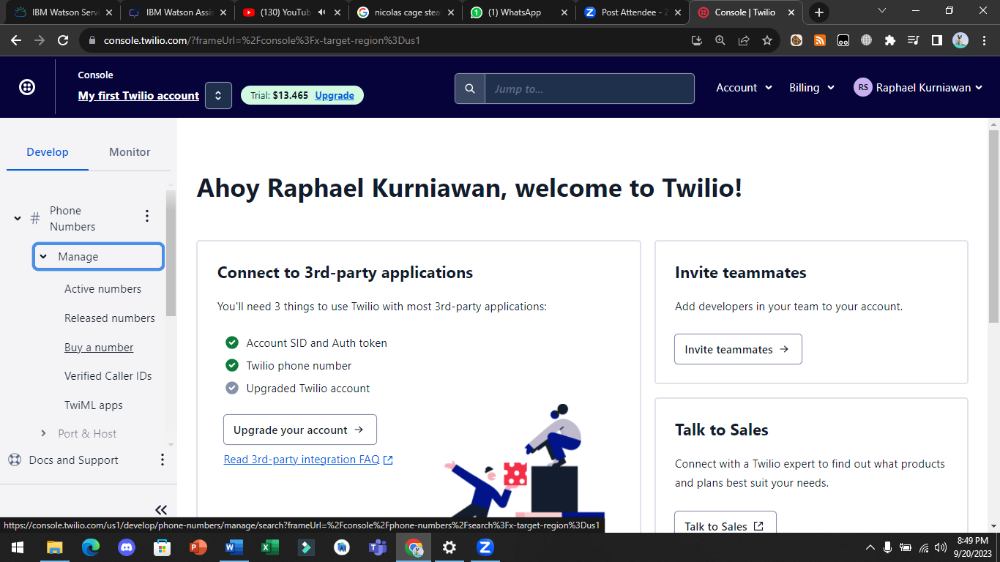 IBM Watson Serv
IBM Watson Assis
(130) YouTub
nicolas cage stea
(1) WhatsApp
Post Attendee - Z
Console | Twilio
console.twilio.com/?frameUrl=%2Fconsole%3Fx-target-region%3Dus1
Console
My first Twilio account
Trial: $13.465 Upgrade
Jump to...
Account
Billing
RS Raphael Kurniawan
Develop
Monitor
Phone
Numbers
Manage
Active numbers
Released numbers
Buy a number
Verified Caller IDs
TwiML apps
Port & Host
Docs and Support
Ahoy Raphael Kurniawan, welcome to Twilio!
Connect to 3rd-party applications
You'll need 3 things to use Twilio with most 3rd-party applications:
Account SID and Auth token
Twilio phone number
Upgraded Twilio account
Upgrade your account
Read 3rd-party integration FAQ
Invite teammates
Add developers in your team to your account.
Invite teammates
Talk to Sales
Connect with a Twilio expert to find out what products
and plans best suit your needs.
Talk to Sales
https://console.twilio.com/us1/develop/phone-numbers/manage/search?frameUrl=%2Fconsole%2Fphone-numbers%2Fsearch%3Fx-target-region%3Dus1
8:49 PM
9/20/2023